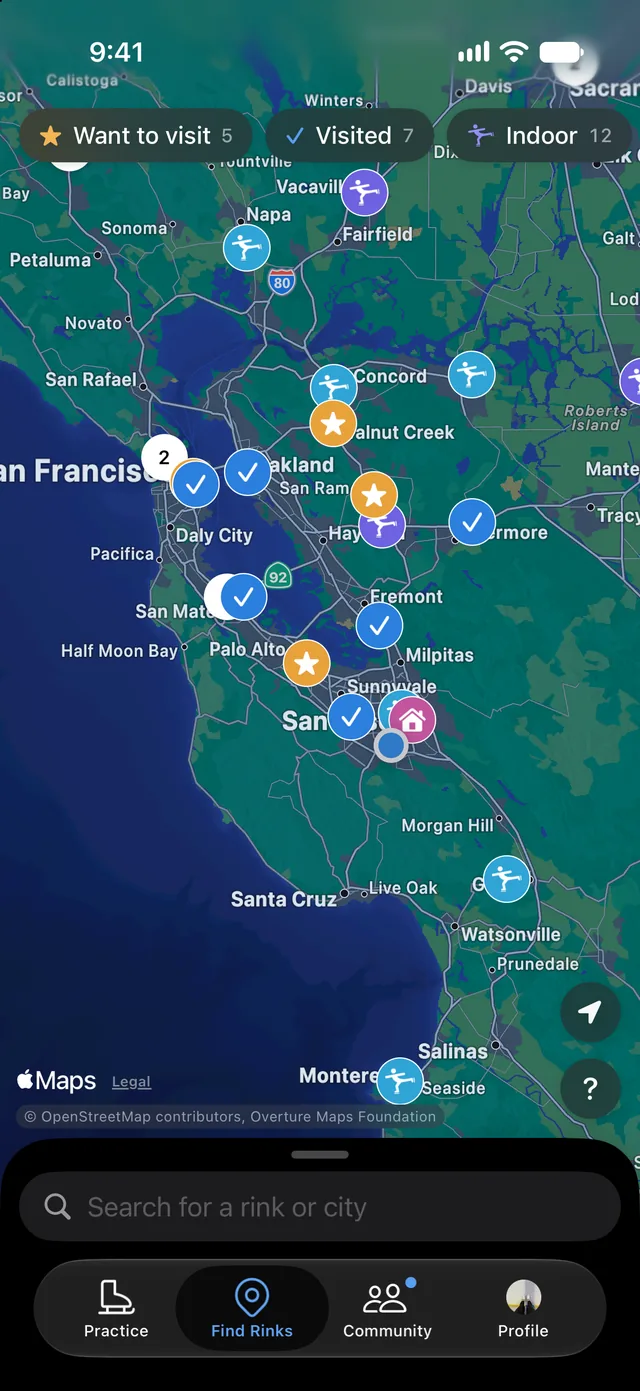 9:41
Calistoga
Winters
Davis
Want to visit 5
Visited 7
Indoor 12
Bay
Vacavill
Napa
Sonoma
Fairfield
Petaluma
Galt
80
Lod
Novato
San Rafael
Concord
Roberts
Island
alnut Creek
2
an Francisc
akland
San Ram
Mante
Hay
ermore
Tracy
Daly City
Pacifica
92
San Mat
Fremont
Half Moon Bay
Palo Alto
Milpitas
Sunnyvale
San
Morgan Hill
G
Santa Cruz
Live Oak
Watsonville
Prunedale
Salinas
Montere
Seaside
Maps
Legal
?
© OpenStreetMap contributors, Overture Maps Foundation
Search for a rink or city
Practice
Find Rinks
Community
Profile